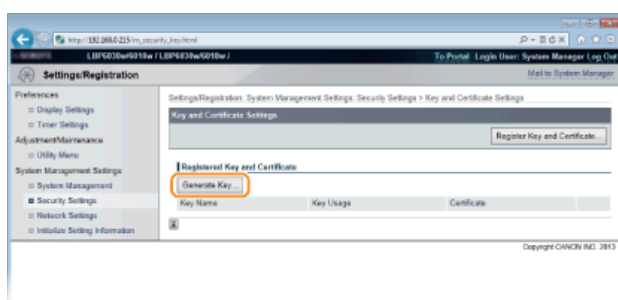 http://192.168.0.215/m_security_key.html
LBP6030w/6018w / LBP6030w/6018w /
To Portal Login User: System Manager Log Out
Settings/Registration
Mail to System Manager
Preferences
Display Settings
Timer Settings
Adjustment/Maintenance
Utility Menu
System Management Settings
System Management
Security Settings
Network Settings
Initialize Setting Information
Settings/Registration: System Management Settings: Security Settings > Key and Certificate Settings
Key and Certificate Settings
Register Key and Certificate...
Registered Key and Certificate
Generate Key...
Key Name Key Usage Certificate
Copyright CANON INC. 2013